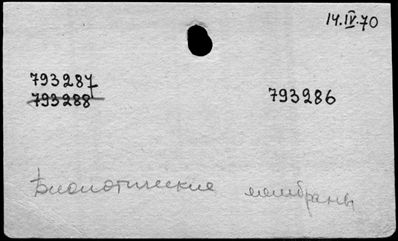 14.IV.70
793287
793288
793286
Биологические мембраны